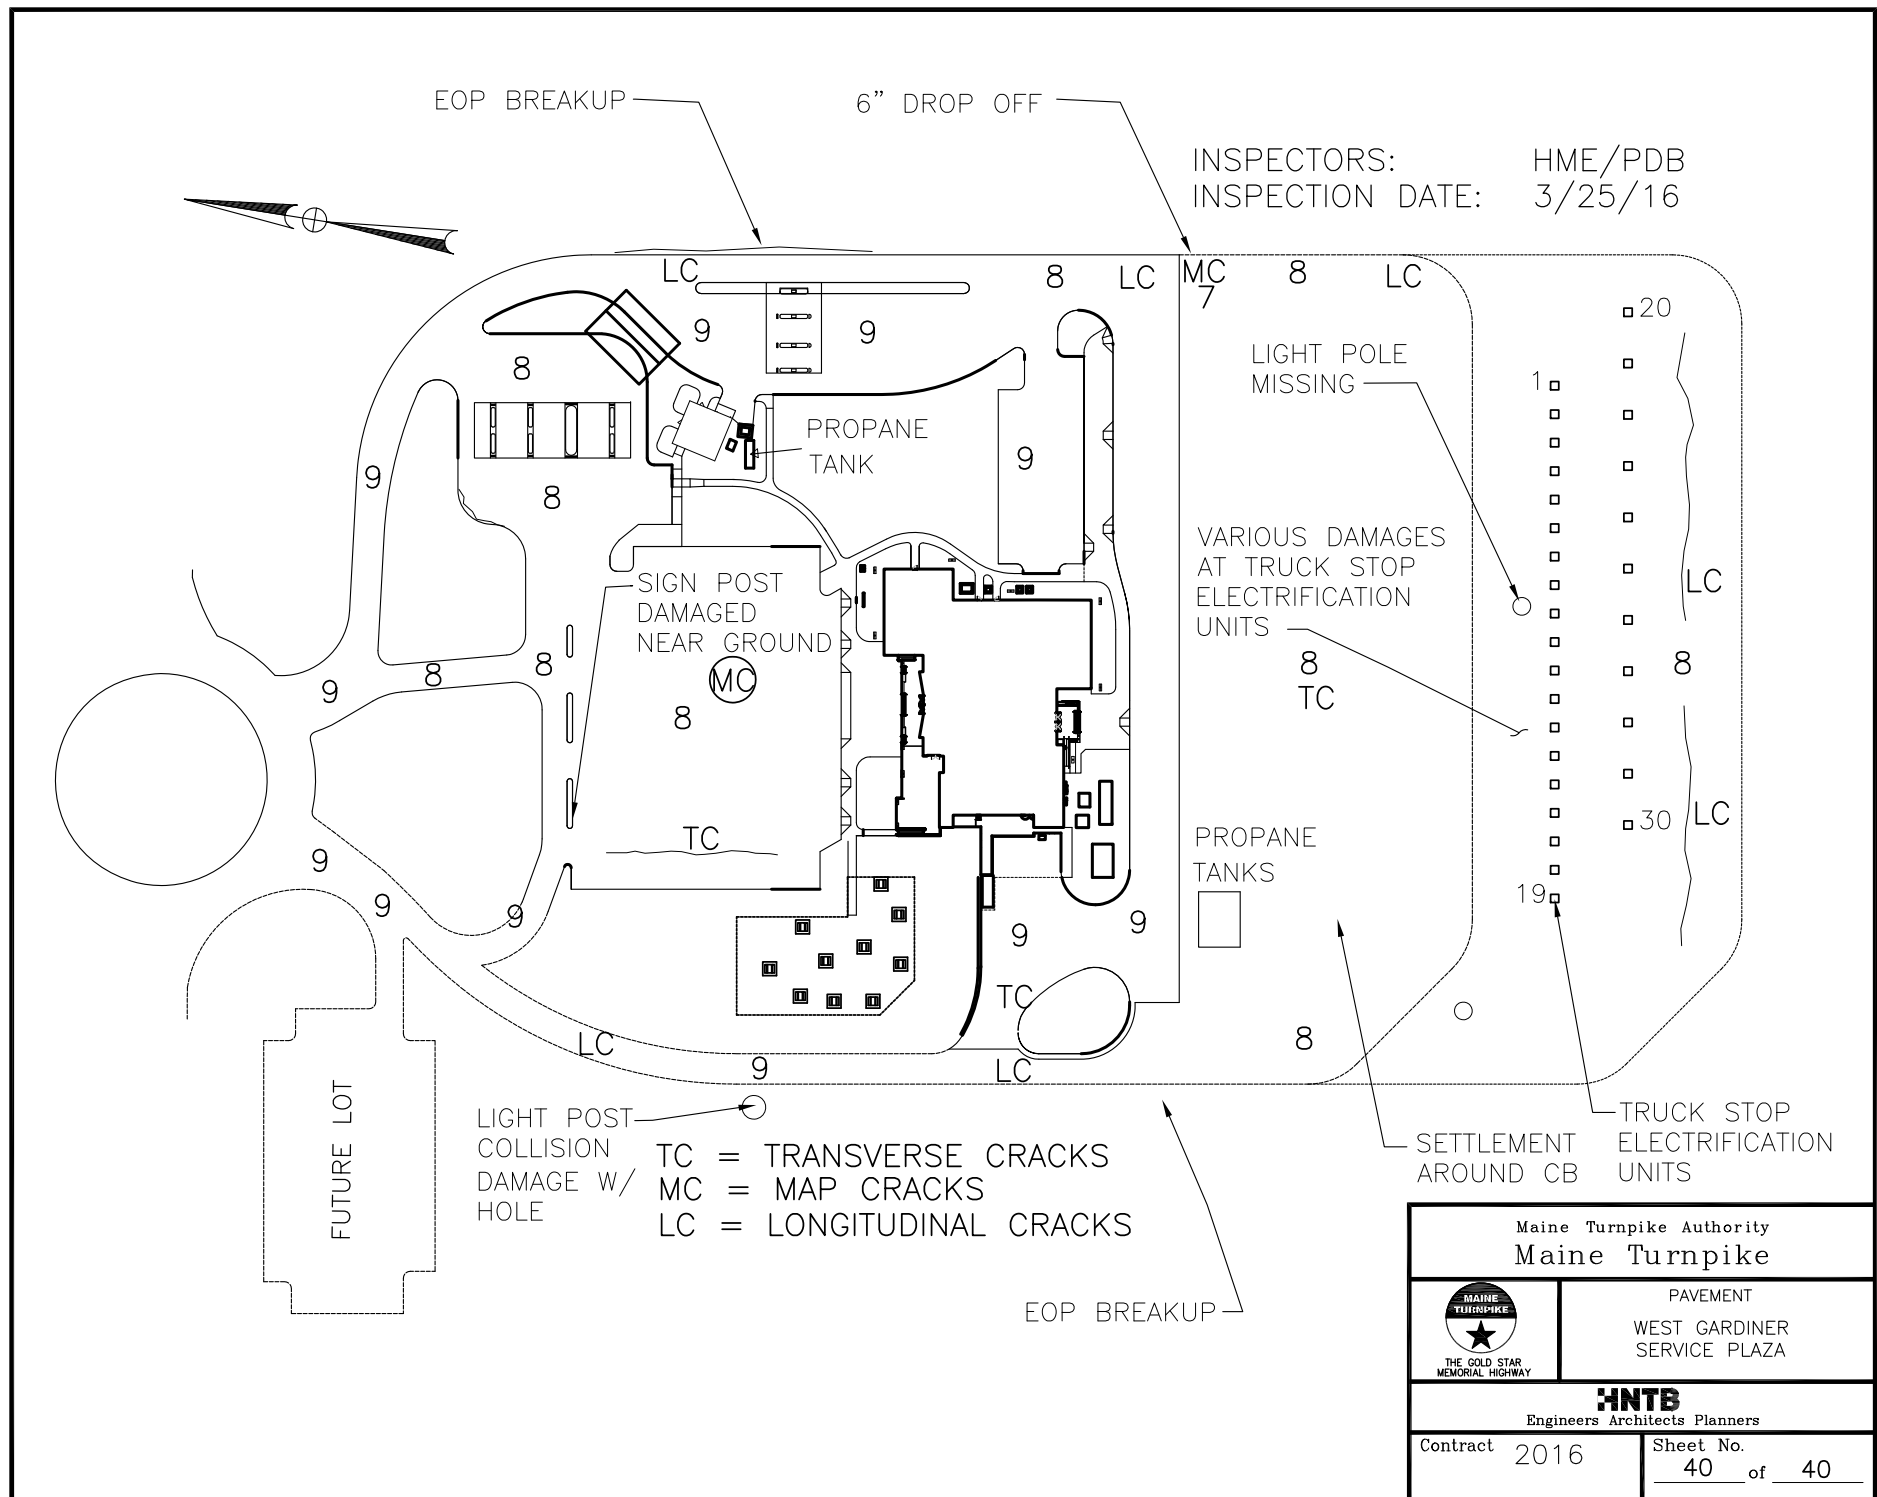 EOP BREAKUP
6” DROP OFF
INSPECTORS: HME/PDB
INSPECTION DATE: 3/25/16
LC
8
LC
MC
7
8
LC
9
9
20
LIGHT POLE
MISSING
8
1
PROPANE
TANK
9
9
8
VARIOUS DAMAGES
AT TRUCK STOP
ELECTRIFICATION
UNITS
SIGN POST
DAMAGED
NEAR GROUND
LC
8
8
8
9
MC
8
TC
8
TC
PROPANE
TANKS
LC
30
19
9
9
9
9
9
TC
8
LC
9
LC
FUTURE LOT
LIGHT POST
COLLISION
DAMAGE W/
HOLE
TC = TRANSVERSE CRACKS
MC = MAP CRACKS
LC = LONGITUDINAL CRACKS
SETTLEMENT
AROUND CB
TRUCK STOP
ELECTRIFICATION
UNITS
EOP BREAKUP
Maine Turnpike Authority
Maine Turnpike
MAINE
TURNPIKE
THE GOLD STAR
MEMORIAL HIGHWAY
PAVEMENT
WEST GARDINER
SERVICE PLAZA
HNTB
Engineers Architects Planners
Contract 2016
Sheet No.
40 of 40